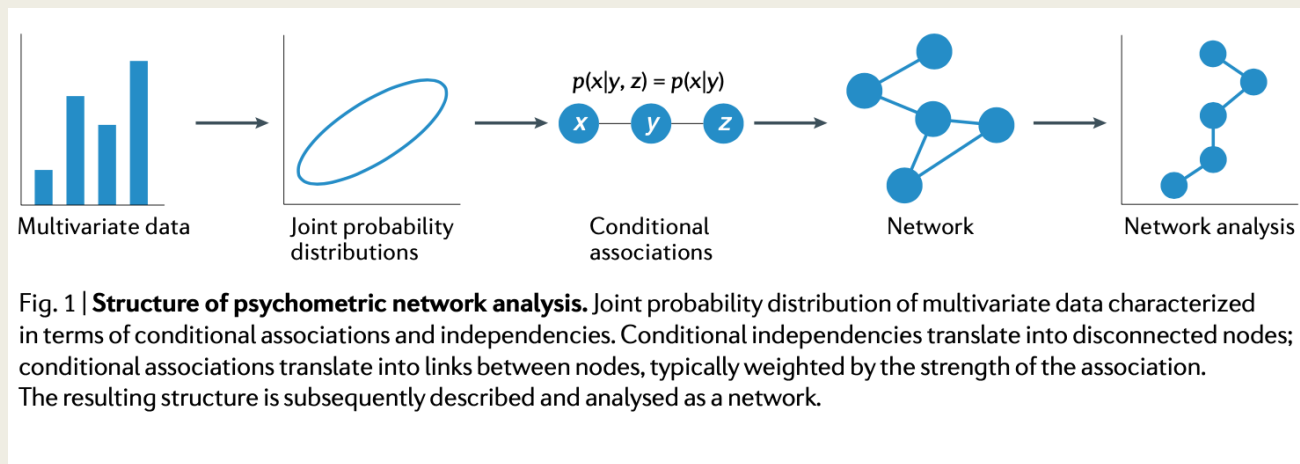 p(x|y, z) = p(x|y)
x y z
Multivariate data
Joint probability
distributions
Conditional
associations
Network
Network analysis
Fig. 1 | Structure of psychometric network analysis. Joint probability distribution of multivariate data characterized
in terms of conditional associations and independencies. Conditional independencies translate into disconnected nodes;
conditional associations translate into links between nodes, typically weighted by the strength of the association.
The resulting structure is subsequently described and analysed as a network.